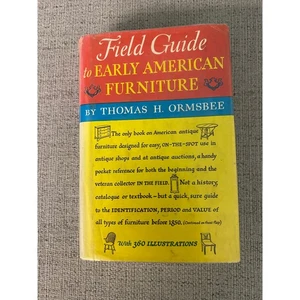 Field Guide
to EARLY AMERICAN
FURNITURE
BY THOMAS H. ORMSBEE
The only book on American antique
furniture designed for easy, ON-THE-SPOT use in
antique shops and at antique auctions, a handy
pocket reference for both the beginning and the
veteran collector IN THE FIELD. Not a history,
catalogue or textbook – but a quick, sure guide
to the IDENTIFICATION, PERIOD and VALUE of
all types of furniture before 1850. (Continued on front flap)
With 360 ILLUSTRATIONS